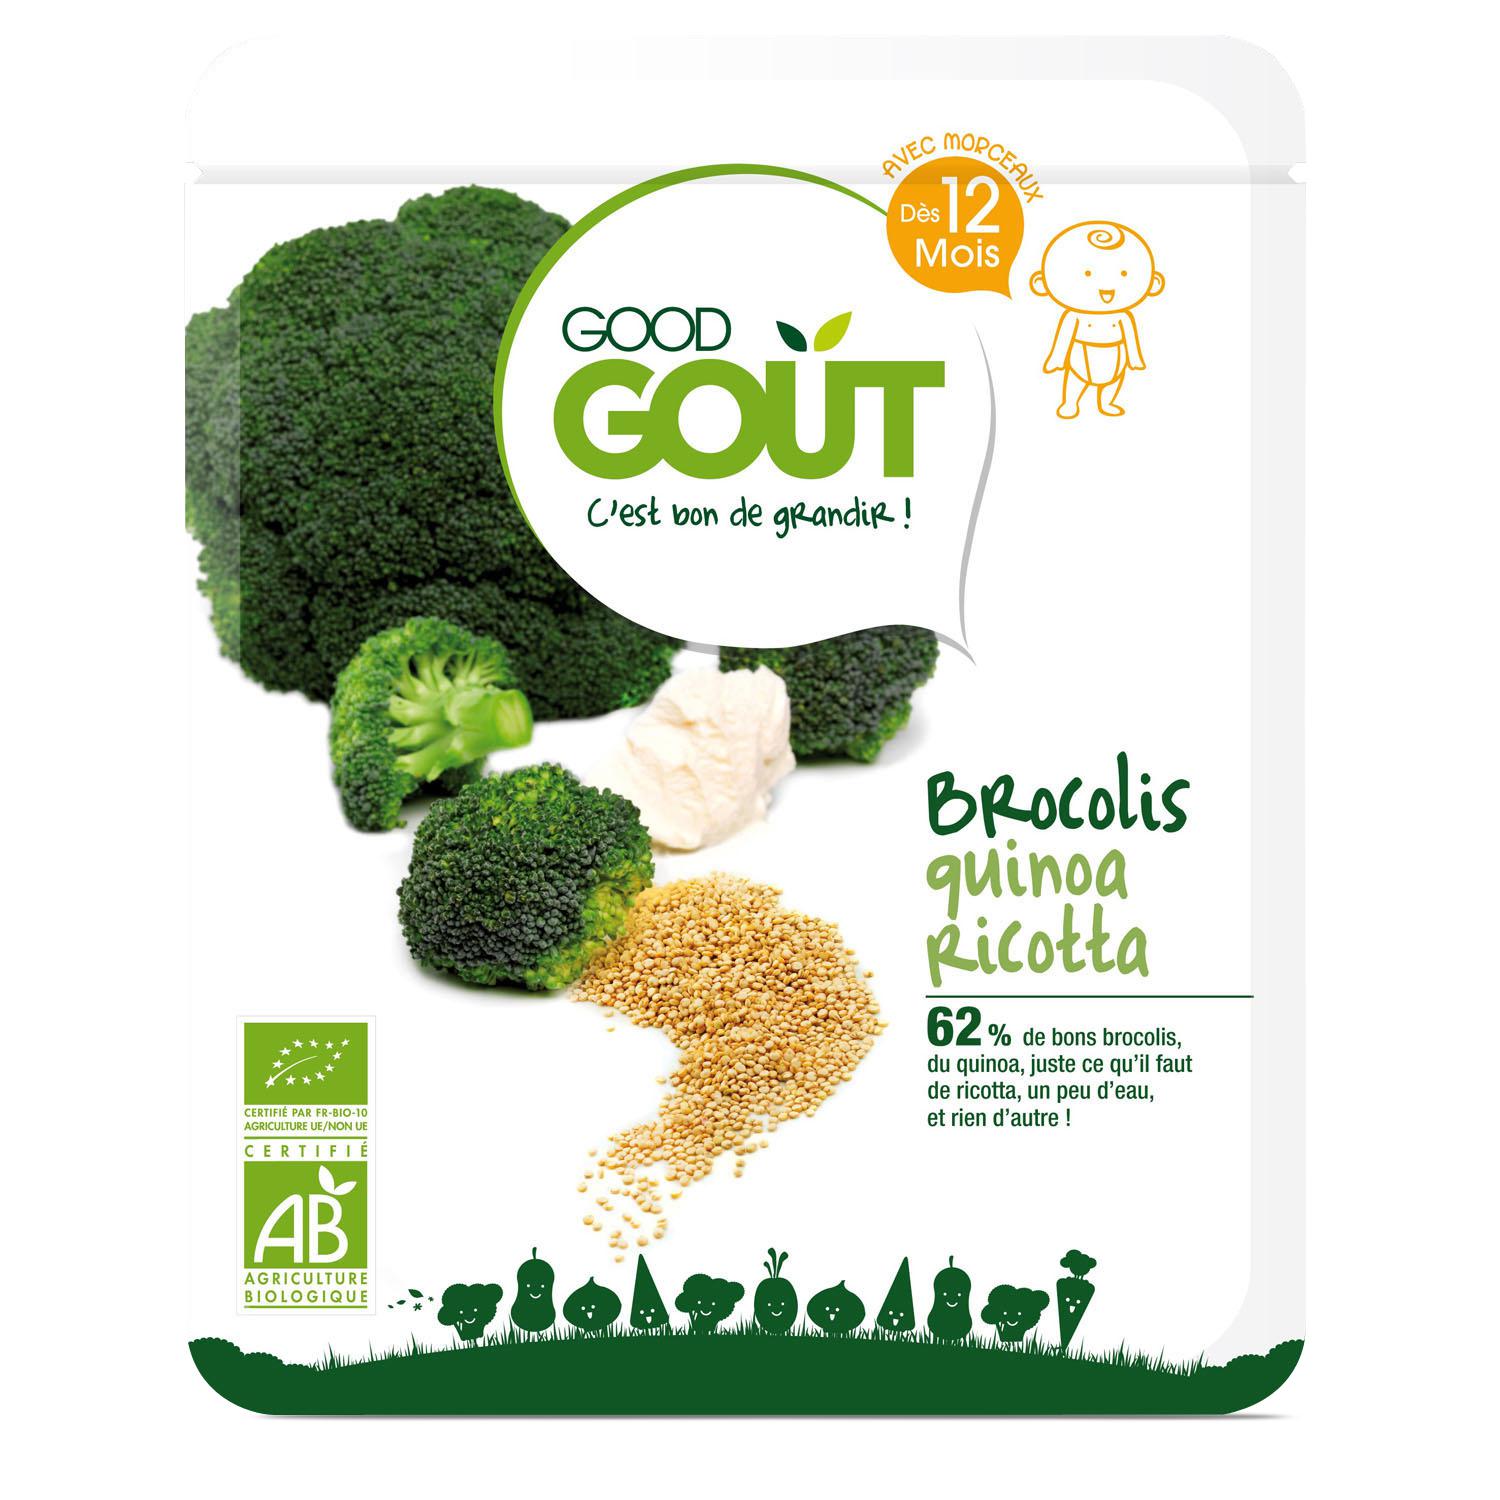 AVEC MORCEAUX
Dès 12
Mois
GOOD
GOÛT
C'est bon de grandir !
Brocolis
quinoa
ricotta
62% de bons brocolis,
du quinoa, juste ce qu'il faut
de ricotta, un peu d'eau,
et rien d'autre !
CERTIFIÉ PAR FR-BIO-10
AGRICULTURE UE/NON UE
CERTIFIÉ
AB
AGRICULTURE
BIOLOGIQUE